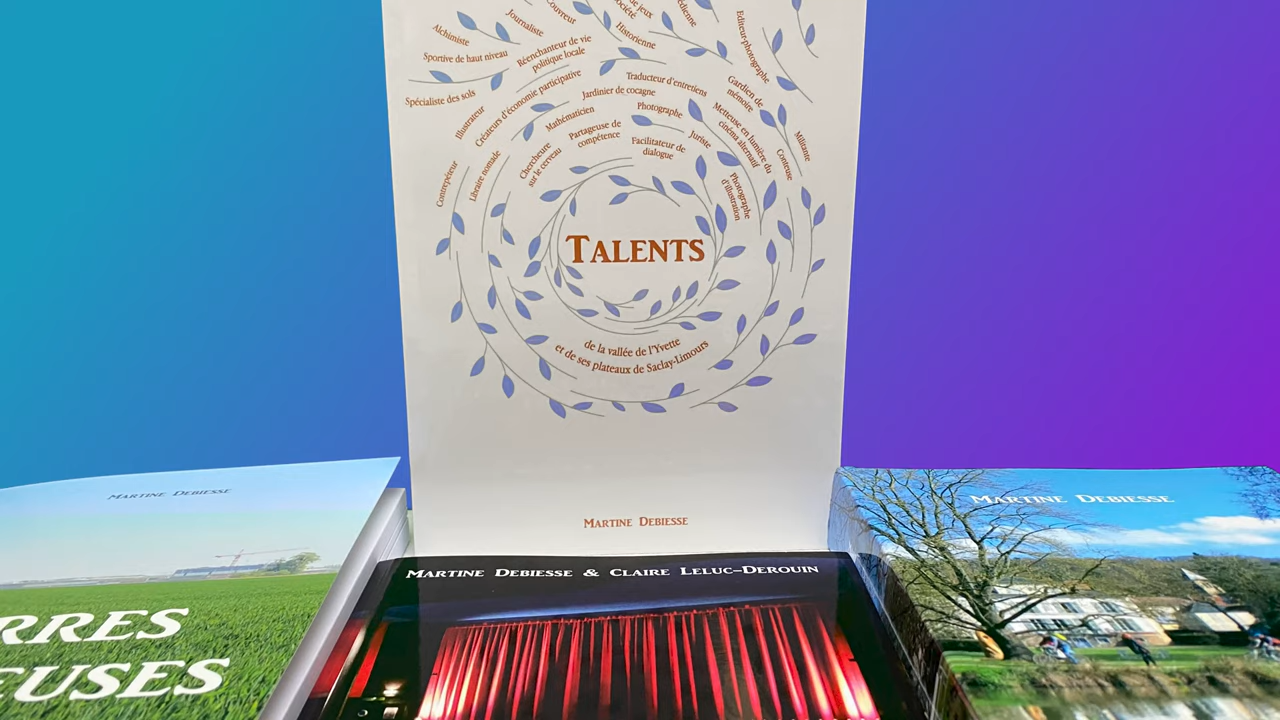 Alchimiste
Journaliste
Historienne
Sportive de haut niveau
Réenchanteur de vie
politique locale
Editeur-photographe
Spécialiste des sols
Illustrateur
Créateurs d'économie participative
Traducteur d'entretiens
Jardinier de cocagne
Gardien de
mémoire
Mathématicien
Photographe
Metteuse en lumière du
cinéma alternatif
Militante
Contrepéteur
Libraire nomade
Chercheure
sur le cerveau
Partageuse de
compétence
Facilitateur de
dialogue
Juriste
Conteuse
Photographe
d'illustration
TALENTS
de la vallée de l'Yvette
et de ses plateaux de Saclay-Limours
MARTINE DEBIESSE
MARTINE DEBIESSE
RRES
EUSES
MARTINE DEBIESSE & CLAIRE LELUC-DEROUIN
MARTINE DEBIESSE